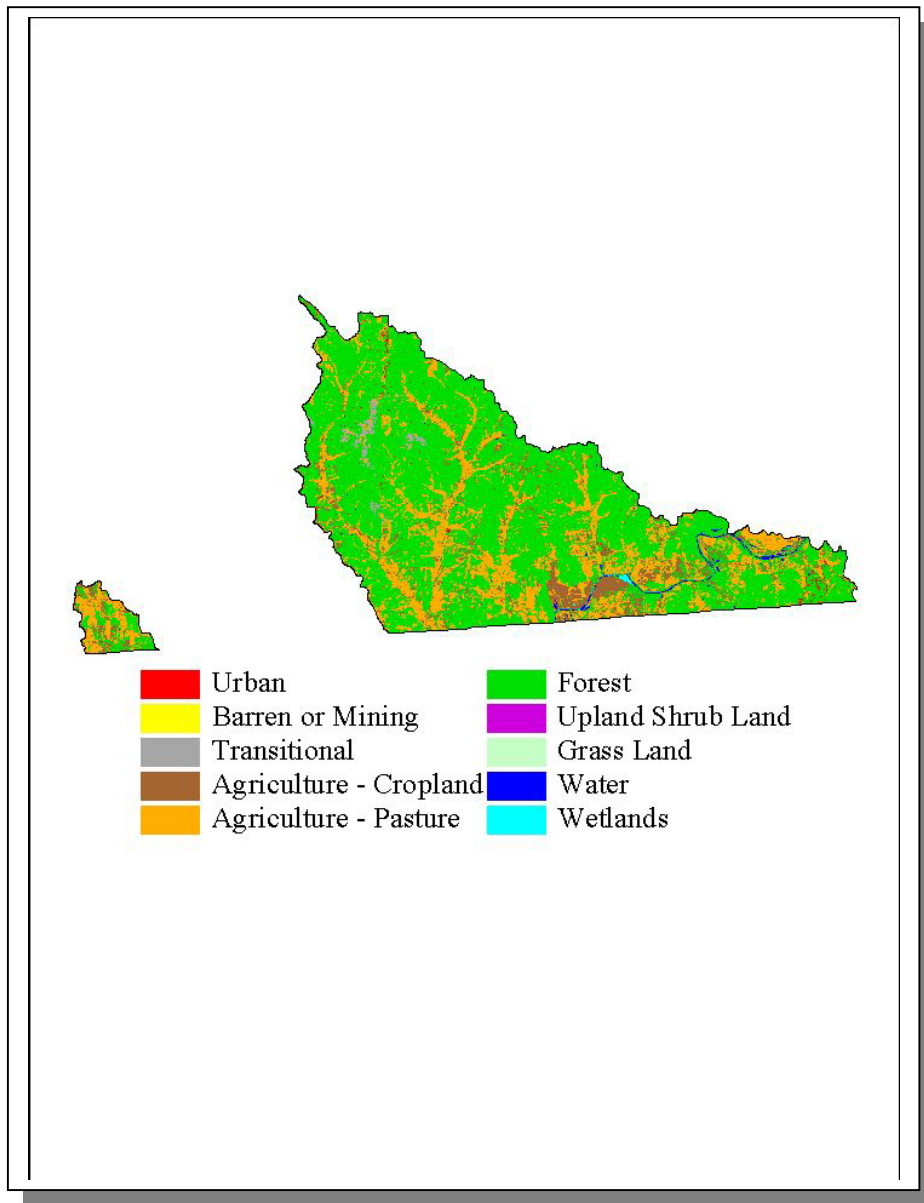 Urban
Barren or Mining
Transitional
Agriculture - Cropland
Agriculture - Pasture
Forest
Upland Shrub Land
Grass Land
Water
Wetlands